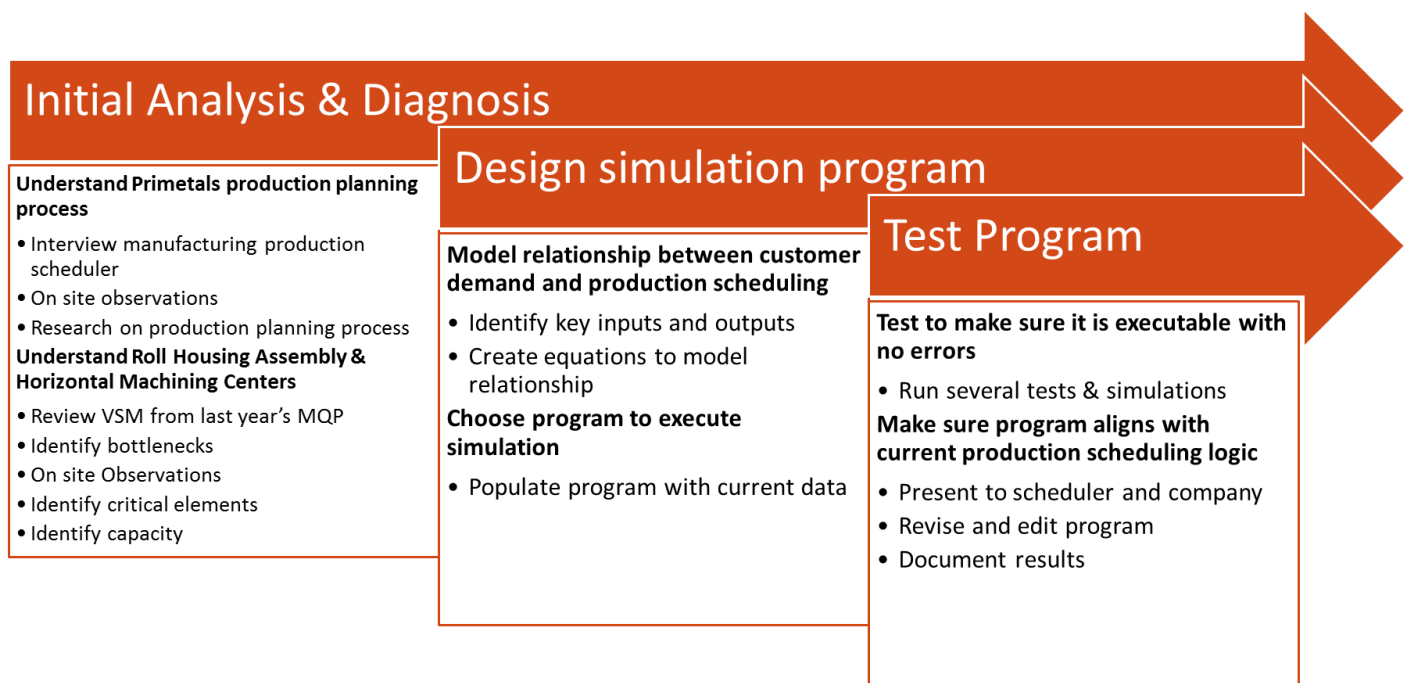 Initial Analysis & Diagnosis
Understand Primetals production planning
process
• Interview manufacturing production
scheduler
• On site observations
• Research on production planning process
Understand Roll Housing Assembly &
Horizontal Machining Centers
• Review VSM from last year’s MQP
• Identify bottlenecks
• On site Observations
• Identify critical elements
• Identify capacity
Design simulation program
Model relationship between customer
demand and production scheduling
• Identify key inputs and outputs
• Create equations to model
relationship
Choose program to execute
simulation
• Populate program with current data
Test Program
Test to make sure it is executable with
no errors
• Run several tests & simulations
Make sure program aligns with
current production scheduling logic
• Present to scheduler and company
• Revise and edit program
• Document results